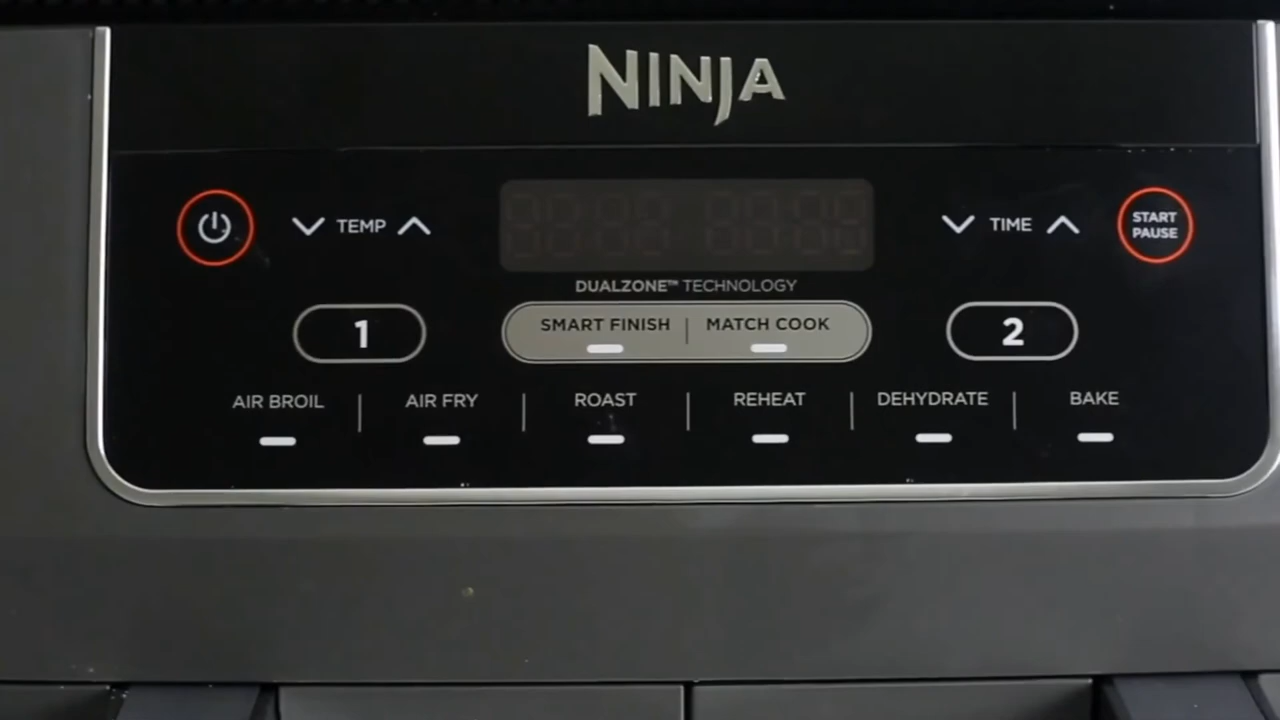 NINJA
TEMP
TIME
START
PAUSE
DUALZONE™ TECHNOLOGY
1
SMART FINISH | MATCH COOK
2
AIR BROIL | AIR FRY | ROAST | REHEAT | DEHYDRATE | BAKE